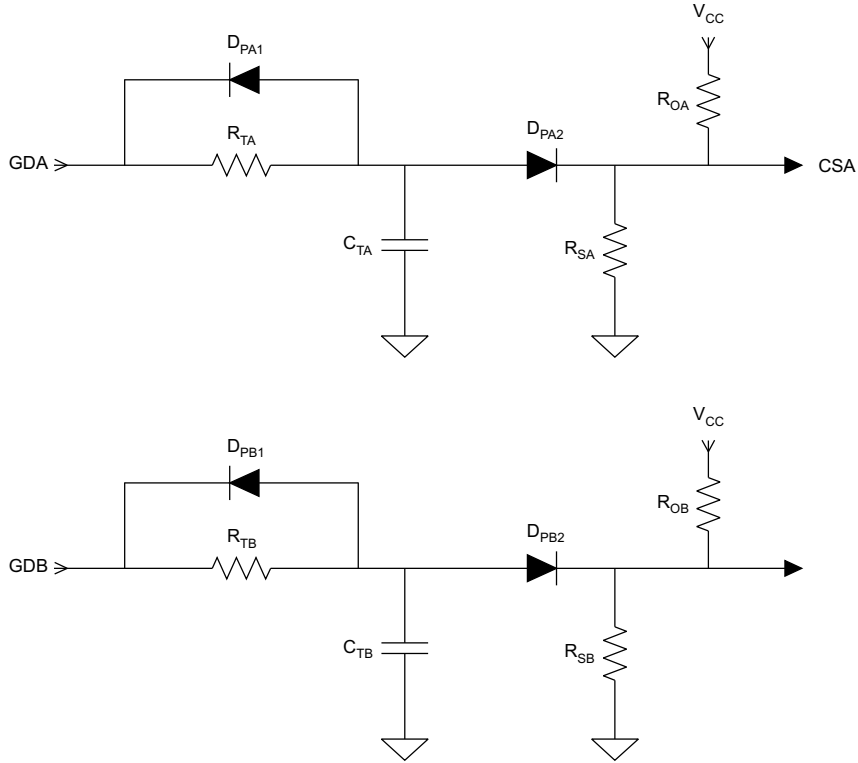 V_CC
D_PA1
R_OA
R_TA
D_PA2
GDA
CSA
C_TA
R_SA
V_CC
D_PB1
R_OB
R_TB
D_PB2
GDB
C_TB
R_SB